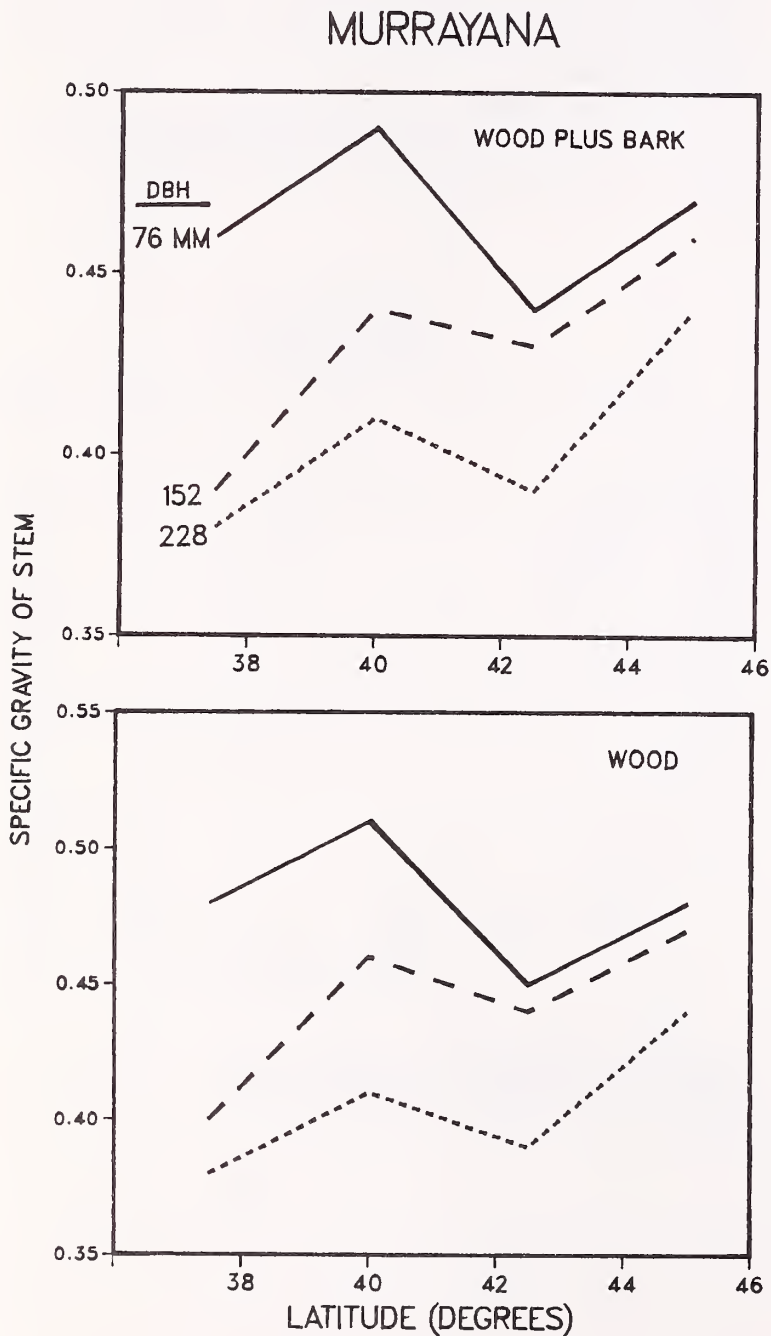 MURRAYANA
SPECIFIC GRAVITY OF STEM
0.50
0.45
0.40
0.35
WOOD PLUS BARK
DBH
76 MM
152
228
38 40 42 44 46
0.55
0.50
0.45
0.40
0.35
WOOD
38 40 42 44 46
LATITUDE (DEGREES)